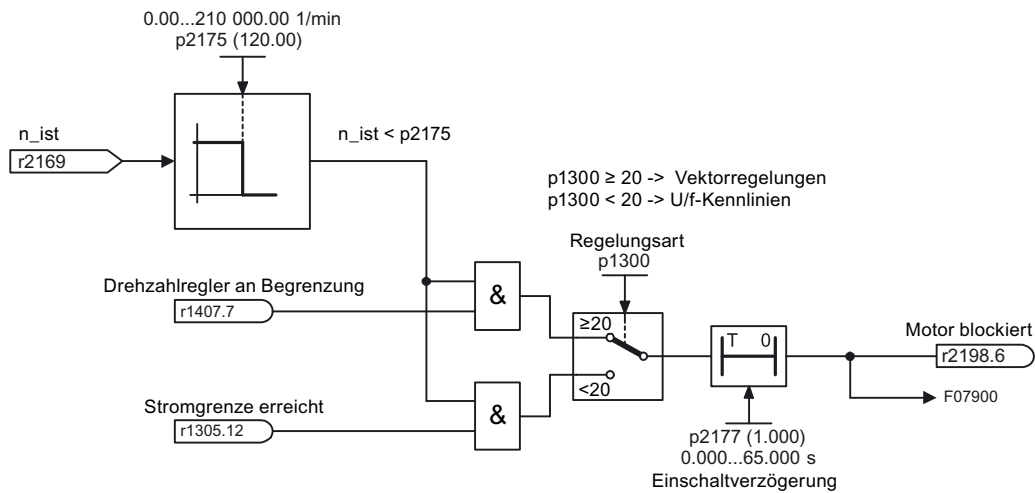 0.00...210 000.00 1/min
p2175 (120.00)
n_ist
r2169
n_ist < p2175
p1300 ≥ 20 -> Vektorregelungen
p1300 < 20 -> U/f-Kennlinien
Regelungsart
p1300
Drehzahlregler an Begrenzung
r1407.7
&
≥20
<20
T 0
Motor blockiert
r2198.6
F07900
Stromgrenze erreicht
r1305.12
&
p2177 (1.000)
0.000...65.000 s
Einschaltverzögerung